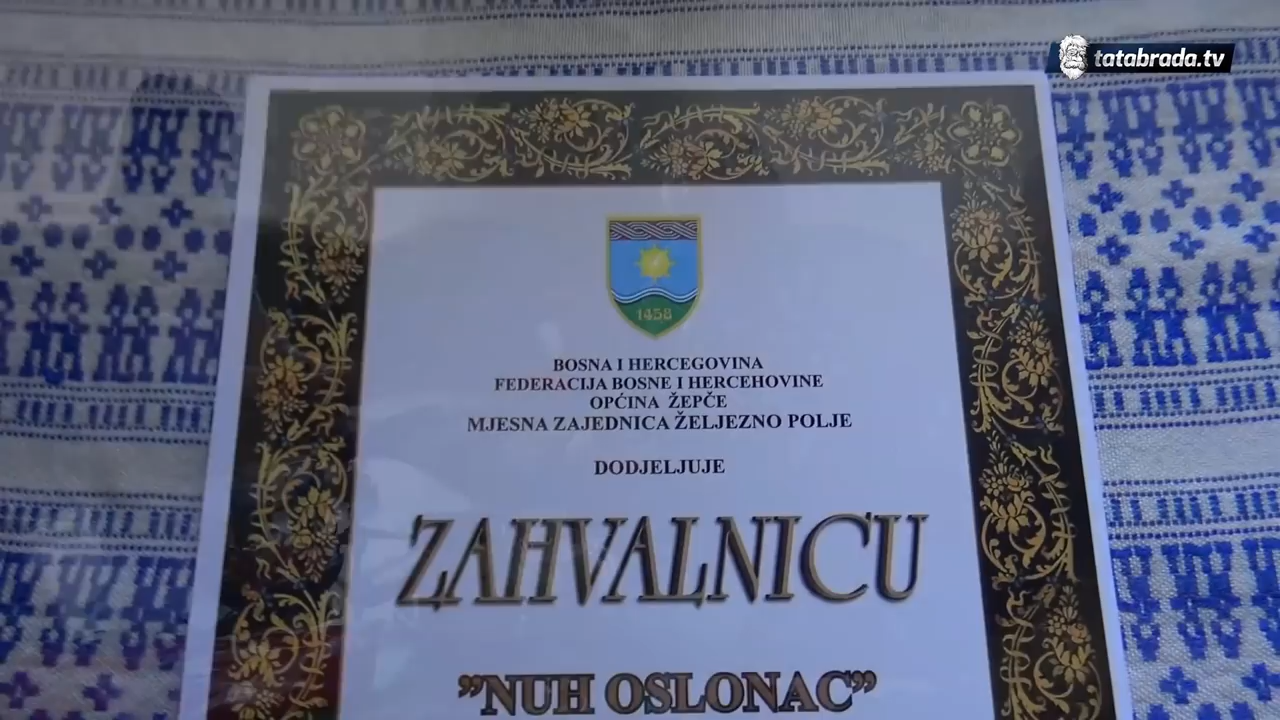 tatabrada.tv
1458
BOSNA I HERCEGOVINA
FEDERACIJA BOSNE I HERCEHOVINE
OPĆINA ŽEPČE
MJESNA ZAJEDNICA ŽELJEZNO POLJE
DODJELJUJE
ZAHVALNICU
”NUH OSLONAC”